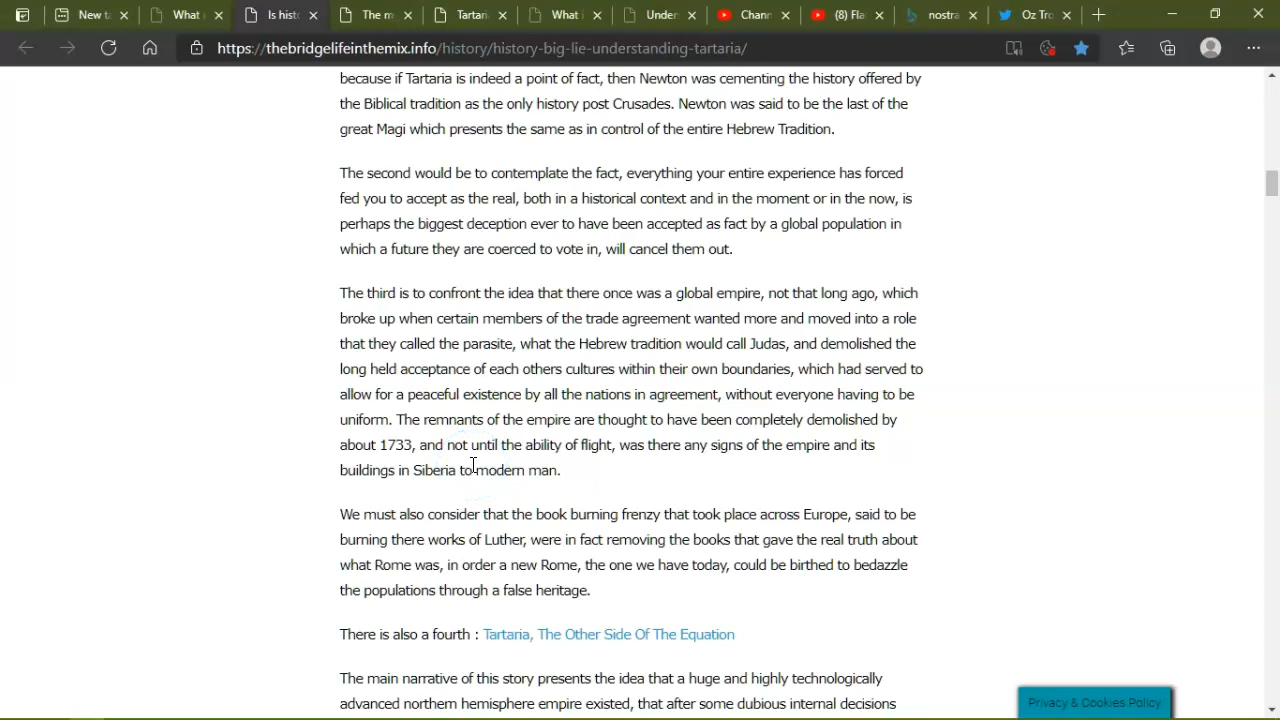 New ta
What i
Is histo
The m
Tartari
What i
Under
Chann
(8) Fla
nostra
Oz Tro
https://thebridgelifeinthemix.info/history/history-big-lie-understanding-tartaria/
because if Tartaria is indeed a point of fact, then Newton was cementing the history offered by
the Biblical tradition as the only history post Crusades. Newton was said to be the last of the
great Magi which presents the same as in control of the entire Hebrew Tradition.
The second would be to contemplate the fact, everything your entire experience has forced
fed you to accept as the real, both in a historical context and in the moment or in the now, is
perhaps the biggest deception ever to have been accepted as fact by a global population in
which a future they are coerced to vote in, will cancel them out.
The third is to confront the idea that there once was a global empire, not that long ago, which
broke up when certain members of the trade agreement wanted more and moved into a role
that they called the parasite, what the Hebrew tradition would call Judas, and demolished the
long held acceptance of each others cultures within their own boundaries, which had served to
allow for a peaceful existence by all the nations in agreement, without everyone having to be
uniform. The remnants of the empire are thought to have been completely demolished by
about 1733, and not until the ability of flight, was there any signs of the empire and its
buildings in Siberia to modern man.
We must also consider that the book burning frenzy that took place across Europe, said to be
burning there works of Luther, were in fact removing the books that gave the real truth about
what Rome was, in order a new Rome, the one we have today, could be birthed to bedazzle
the populations through a false heritage.
There is also a fourth : Tartaria, The Other Side Of The Equation
The main narrative of this story presents the idea that a huge and highly technologically
advanced northern hemisphere empire existed, that after some dubious internal decisions
Privacy & Cookies Policy